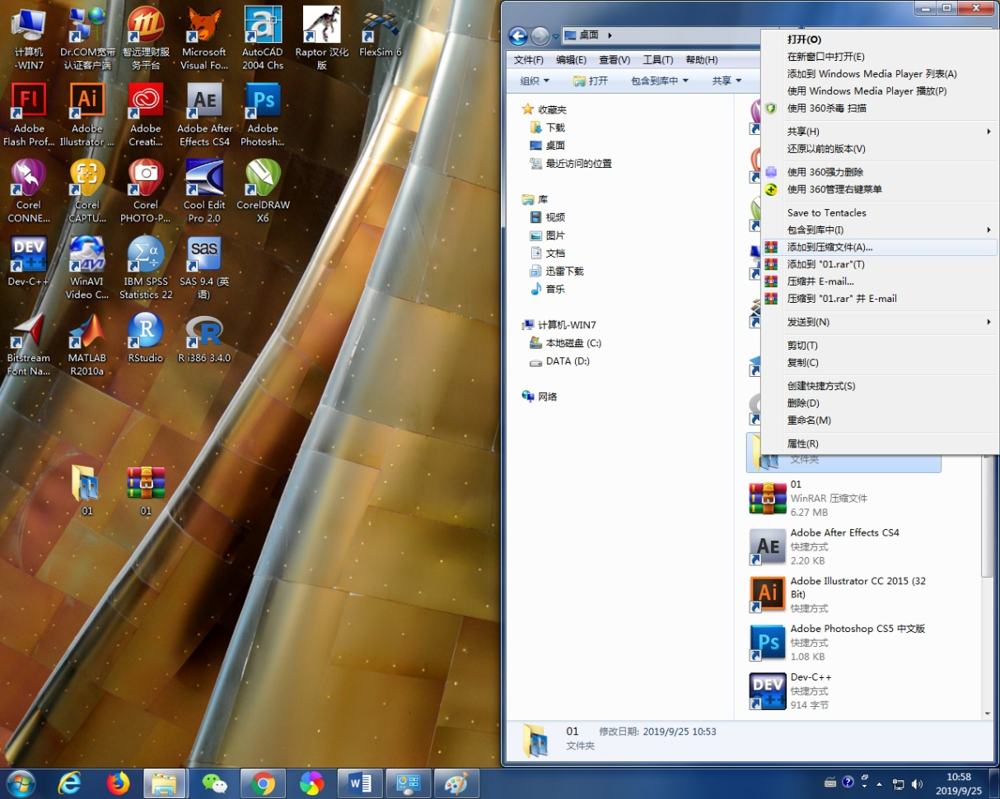 计算机
-WIN7
Dr.COM宽带
认证客户端
智远理财服
务平台
Microsoft
Visual Fo...
AutoCAD
2004 Chs
Raptor 汉化
版
FlexSim 6
Adobe
Flash Prof...
Adobe
Illustrator ...
Adobe
Creati...
Adobe After
Effects CS4
Adobe
Photosh...
Corel
CONNE...
Corel
CAPTU...
Corel
PHOTO-P...
Cool Edit
Pro 2.0
CorelDRAW
X6
Dev-C++
WinAVI
Video C...
IBM SPSS
Statistics 22
SAS 9.4 (英
语)
Bitstream
Font Na...
MATLAB
R2010a
RStudio
R i386 3.4.0
01
01
桌面
文件(F) 编辑(E) 查看(V) 工具(T) 帮助(H)
组织 打开 包含到库中 共享
收藏夹
下载
桌面
最近访问的位置
库
视频
图片
文档
迅雷下载
音乐
计算机-WIN7
本地磁盘 (C:)
DATA (D:)
网络
打开(O)
在新窗口中打开(E)
添加到 Windows Media Player 列表(A)
使用 Windows Media Player 播放(P)
使用 360杀毒 扫描
共享(H)
还原以前的版本(V)
使用 360强力删除
使用 360管理右键菜单
Save to Tentacles
包含到库中(I)
添加到压缩文件(A)...
添加到 "01.rar"(T)
压缩并 E-mail...
压缩到 "01.rar" 并 E-mail
发送到(N)
剪切(T)
复制(C)
创建快捷方式(S)
删除(D)
重命名(M)
属性(R)
文件夹
01
WinRAR 压缩文件
6.27 MB
Adobe After Effects CS4
快捷方式
2.20 KB
Adobe Illustrator CC 2015 (32
Bit)
快捷方式
Adobe Photoshop CS5 中文版
快捷方式
1.08 KB
Dev-C++
快捷方式
914 字节
01 修改日期: 2019/9/25 10:53
文件夹
10:58
2019/9/25